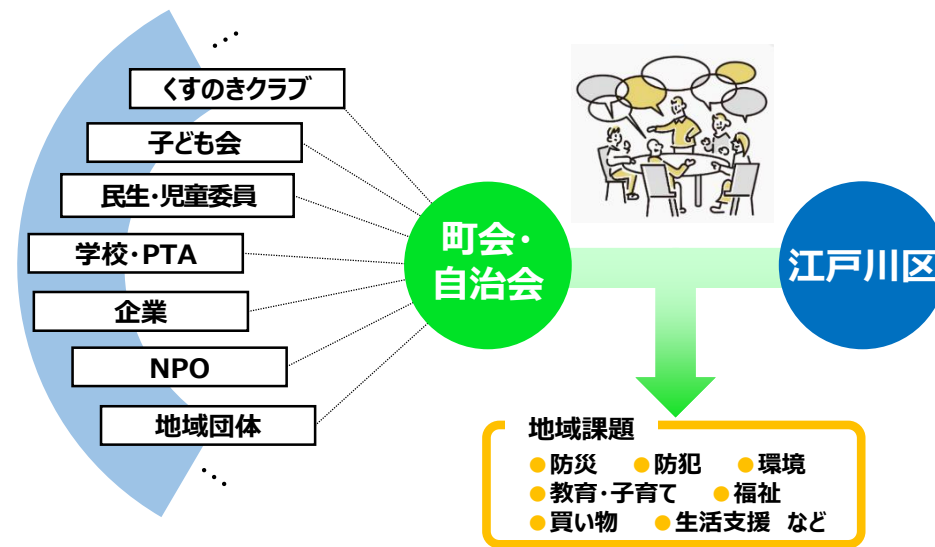 …
くすのきクラブ
子ども会
民生・児童委員
学校・PTA
企業
NPO
地域団体
…
町会・
自治会
江戸川区
地域課題
●防災 ●防犯 ●環境
●教育・子育て ●福祉
●買い物 ●生活支援 など